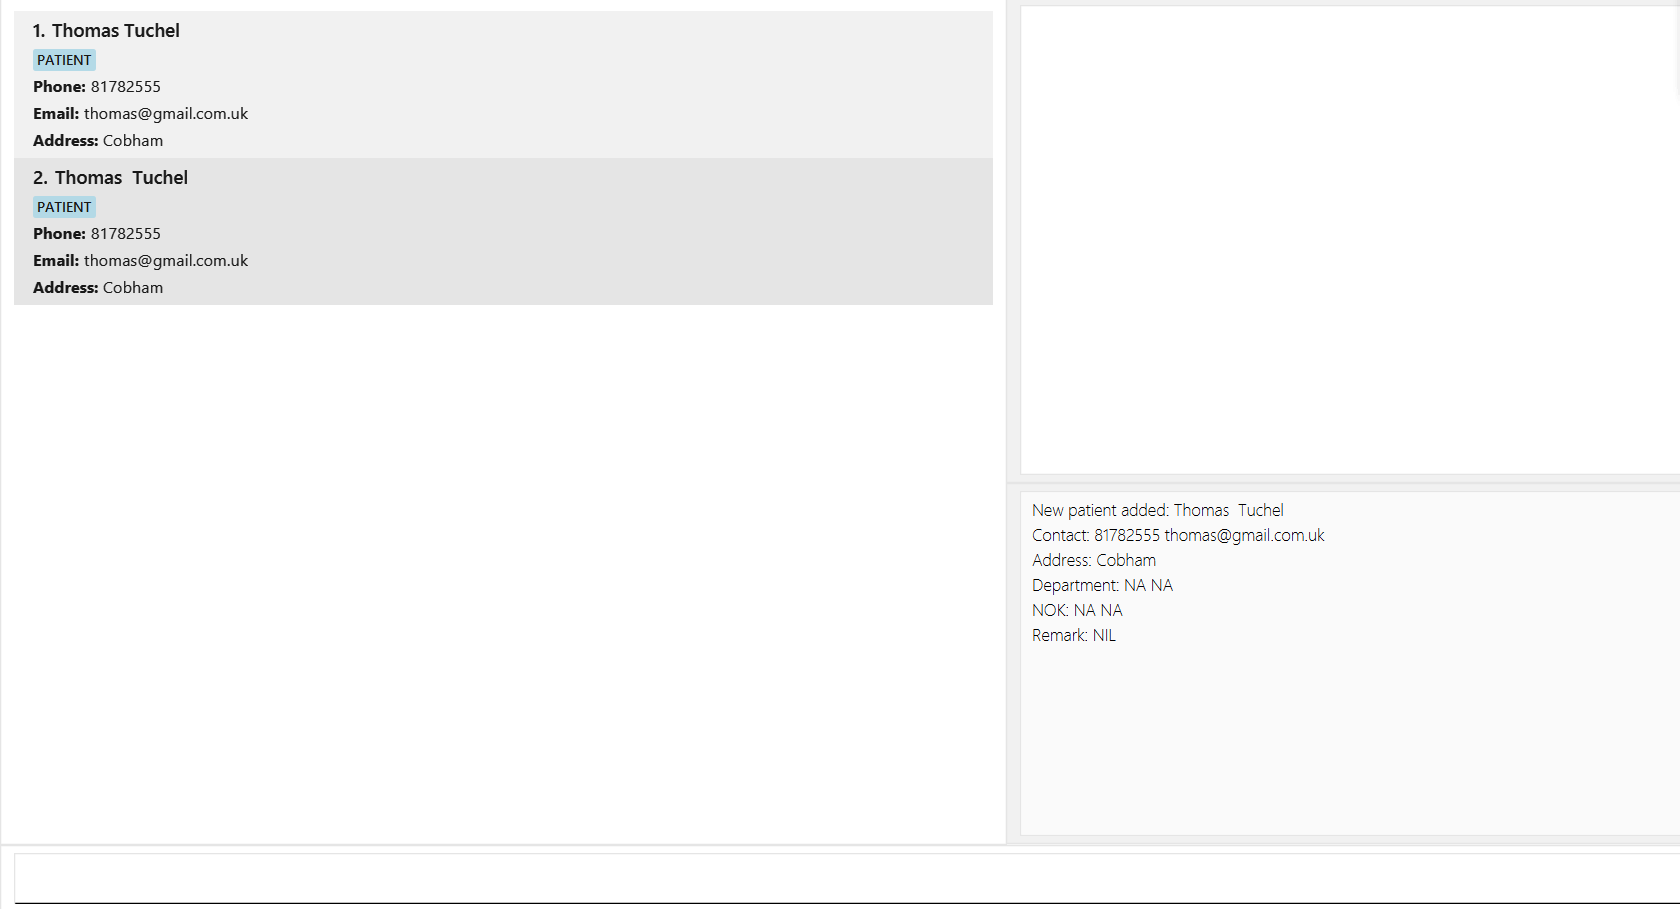 1. Thomas Tuchel
PATIENT
Phone: 81782555
Email: thomas@gmail.com.uk
Address: Cobham
2. Thomas  Tuchel
PATIENT
Phone: 81782555
Email: thomas@gmail.com.uk
Address: Cobham
New patient added: Thomas  Tuchel
Contact: 81782555 thomas@gmail.com.uk
Address: Cobham
Department: NA NA
NOK: NA NA
Remark: NIL